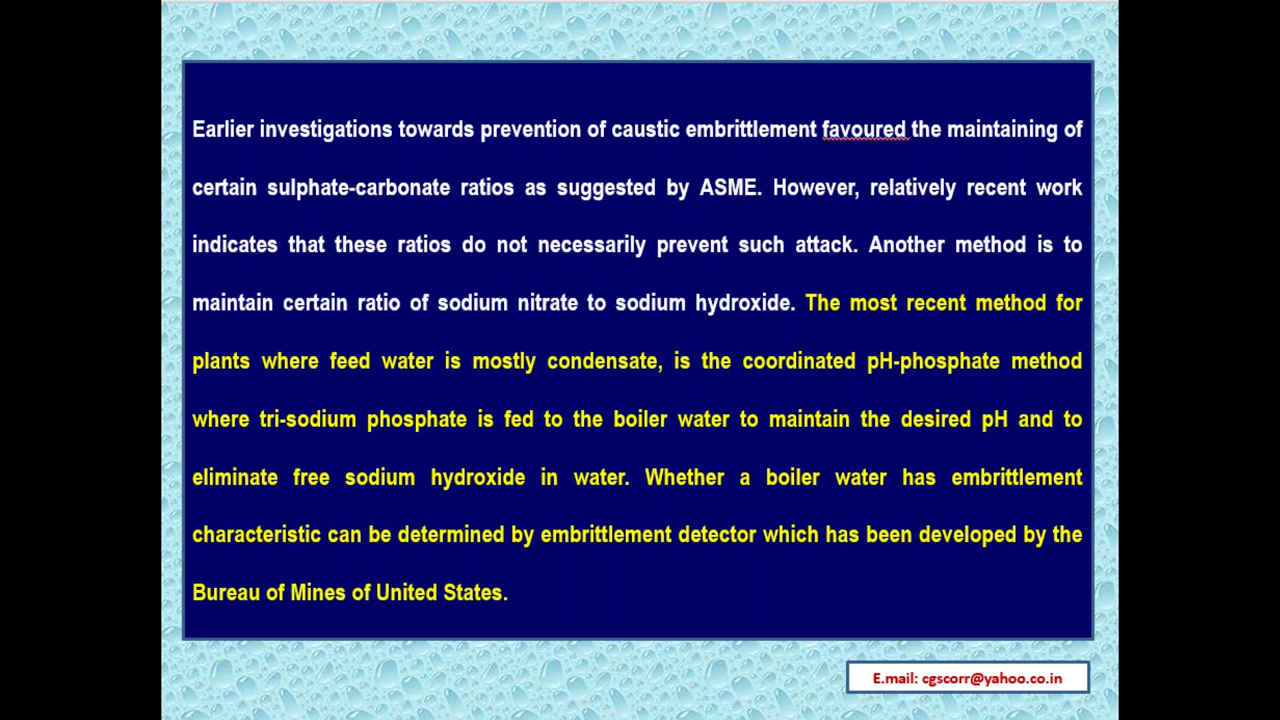 Earlier investigations towards prevention of caustic embrittlement favoured the maintaining of
certain sulphate-carbonate ratios as suggested by ASME. However, relatively recent work
indicates that these ratios do not necessarily prevent such attack. Another method is to
maintain certain ratio of sodium nitrate to sodium hydroxide. The most recent method for
plants where feed water is mostly condensate, is the coordinated pH-phosphate method
where tri-sodium phosphate is fed to the boiler water to maintain the desired pH and to
eliminate free sodium hydroxide in water. Whether a boiler water has embrittlement
characteristic can be determined by embrittlement detector which has been developed by the
Bureau of Mines of United States.
E.mail: cgscorr@yahoo.co.in